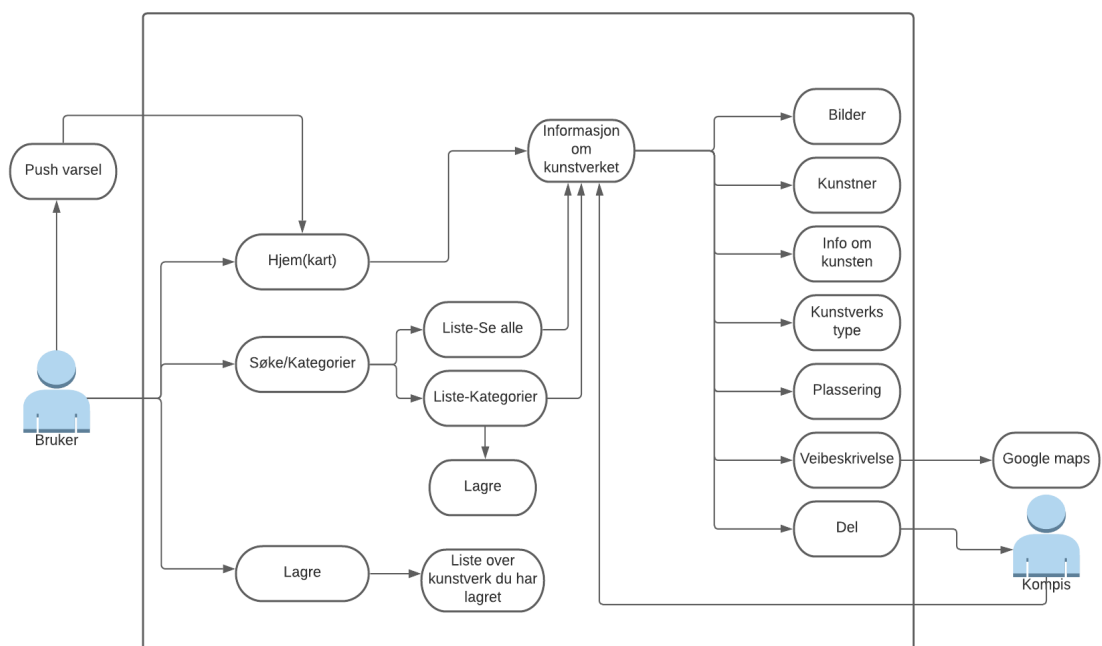 Push varsel
Bruker
Hjem(kart)
Søke/Kategorier
Lagre
Liste-Se alle
Liste-Kategorier
Lagre
Liste over
kunstverk du har
lagret
Informasjon
om
kunstverket
Bilder
Kunstner
Info om
kunsten
Kunstverks
type
Plassering
Veibeskrivelse
Del
Google maps
Kompis